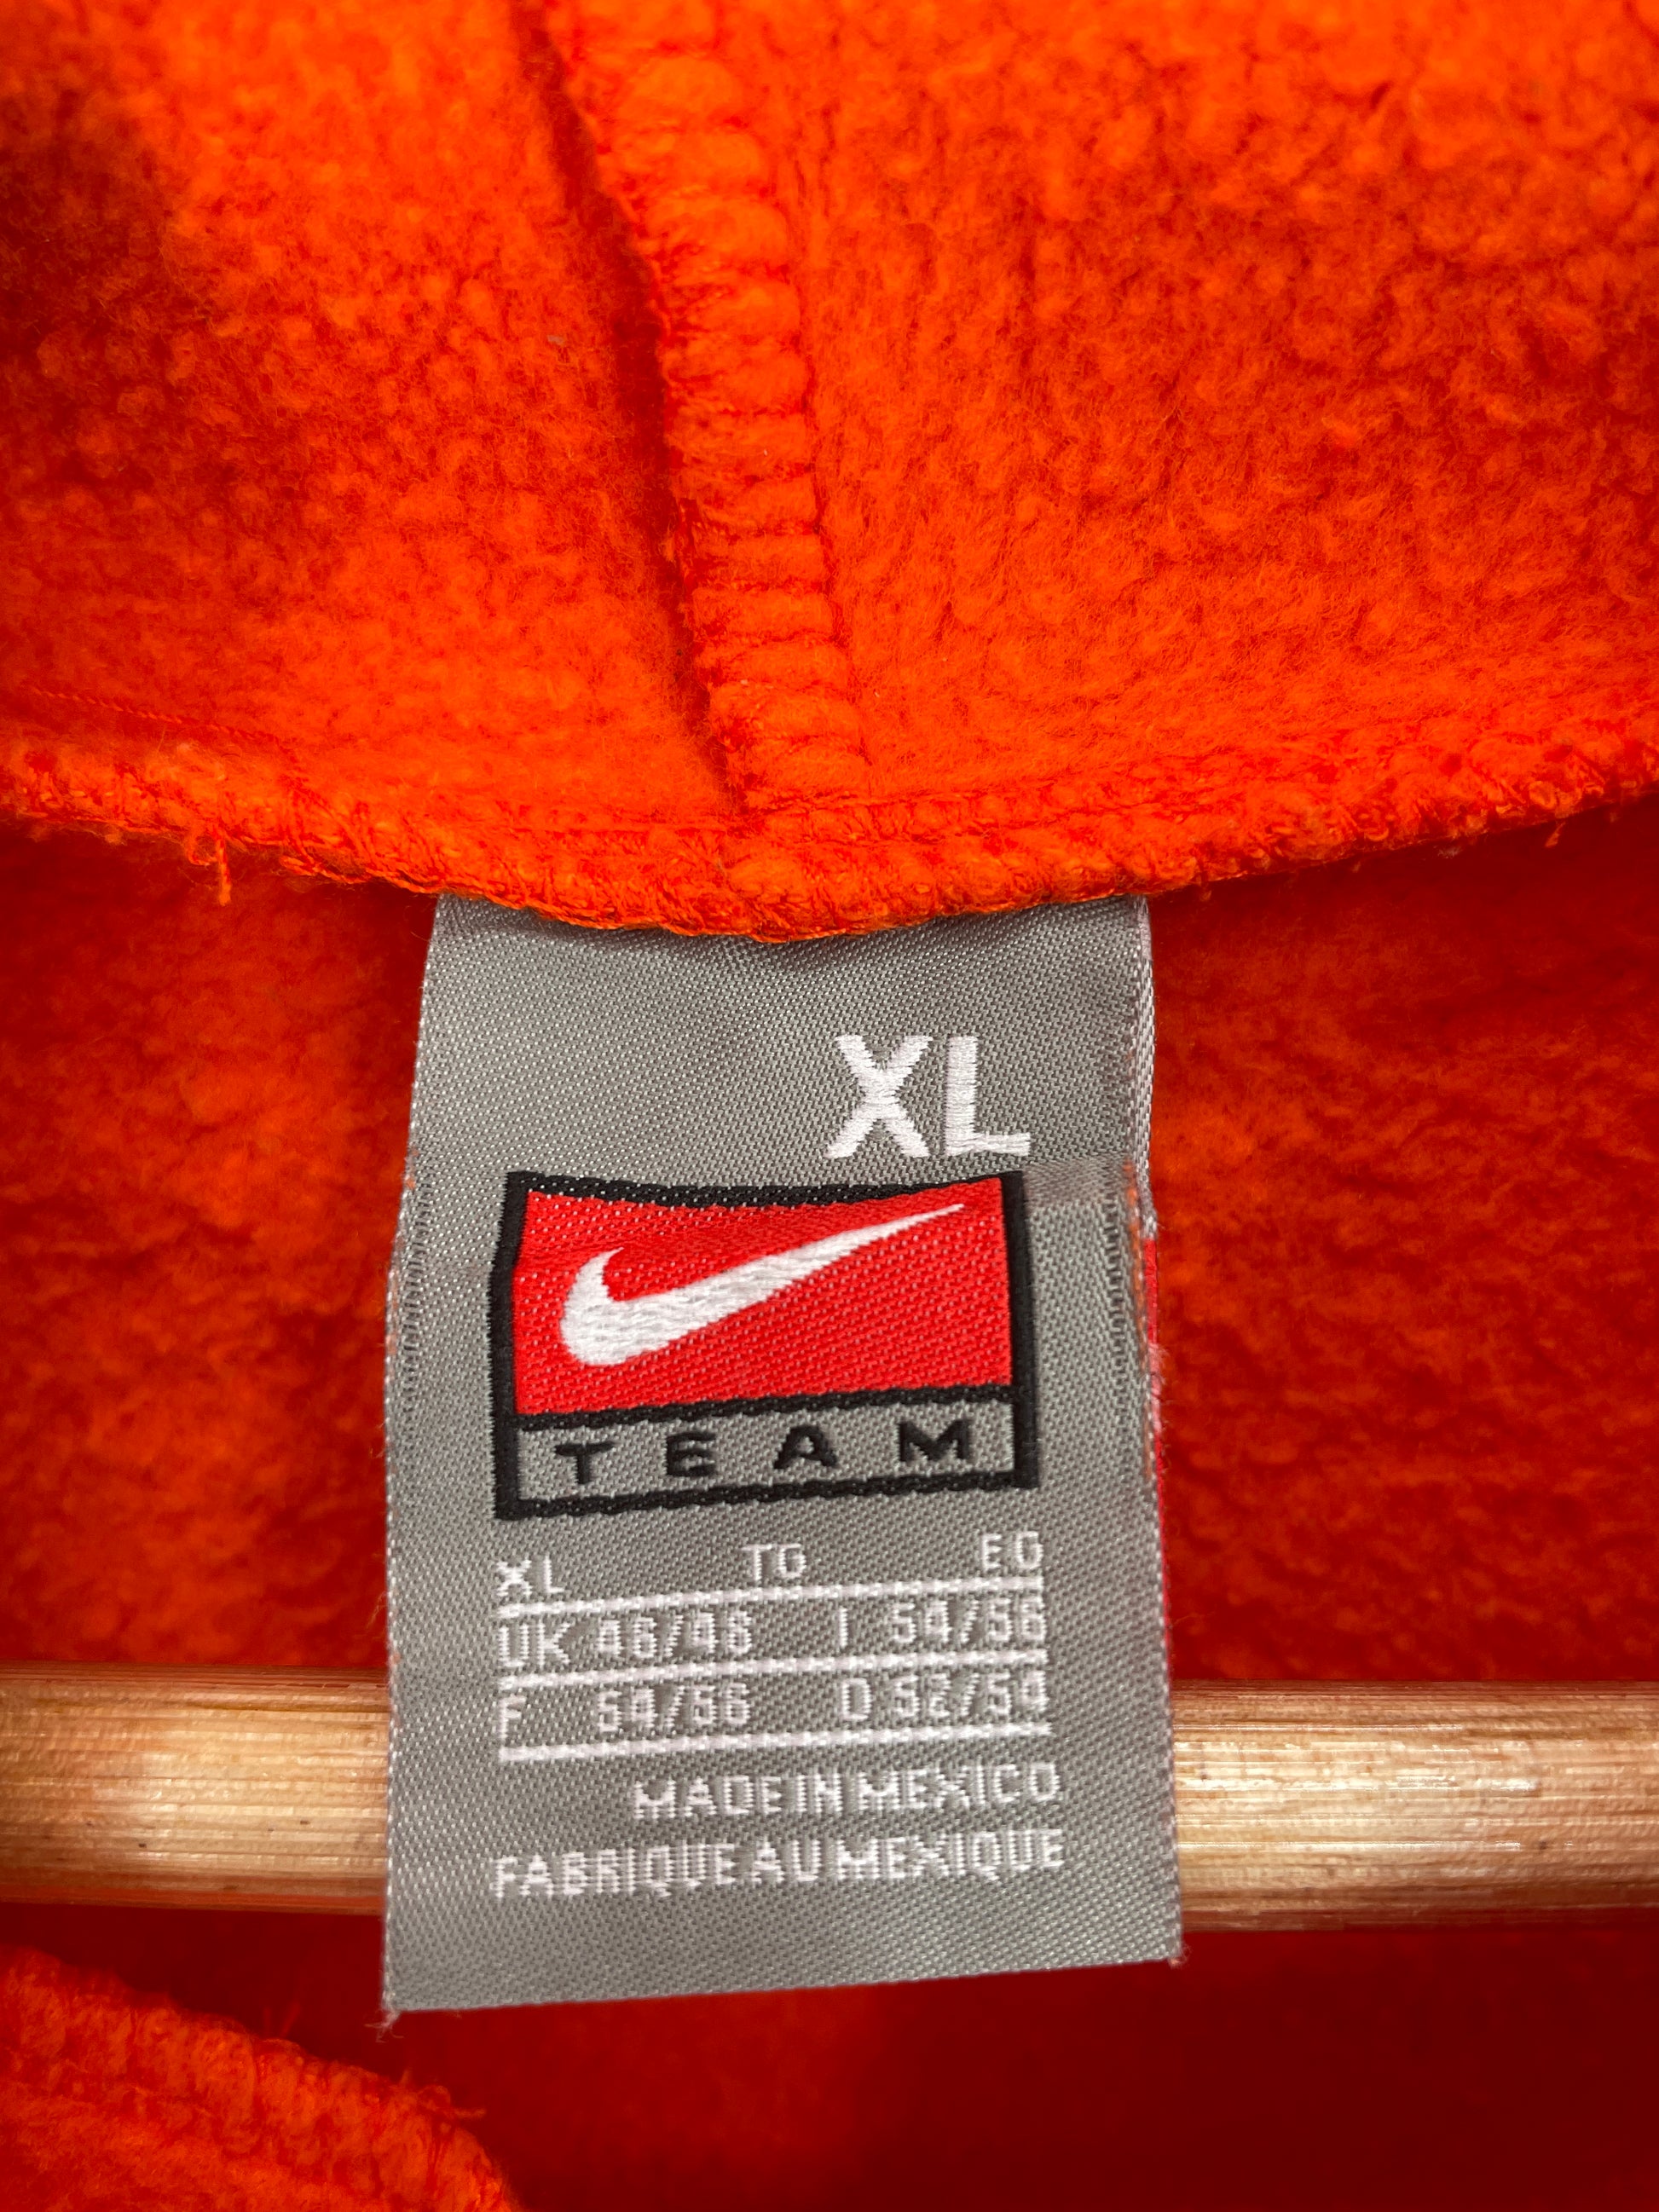 XL
TEAM
XL TG EG
UK 46/48 I 54/56
F 54/56 D 52/54
MADE IN MEXICO
FABRIQUE AU MEXIQUE